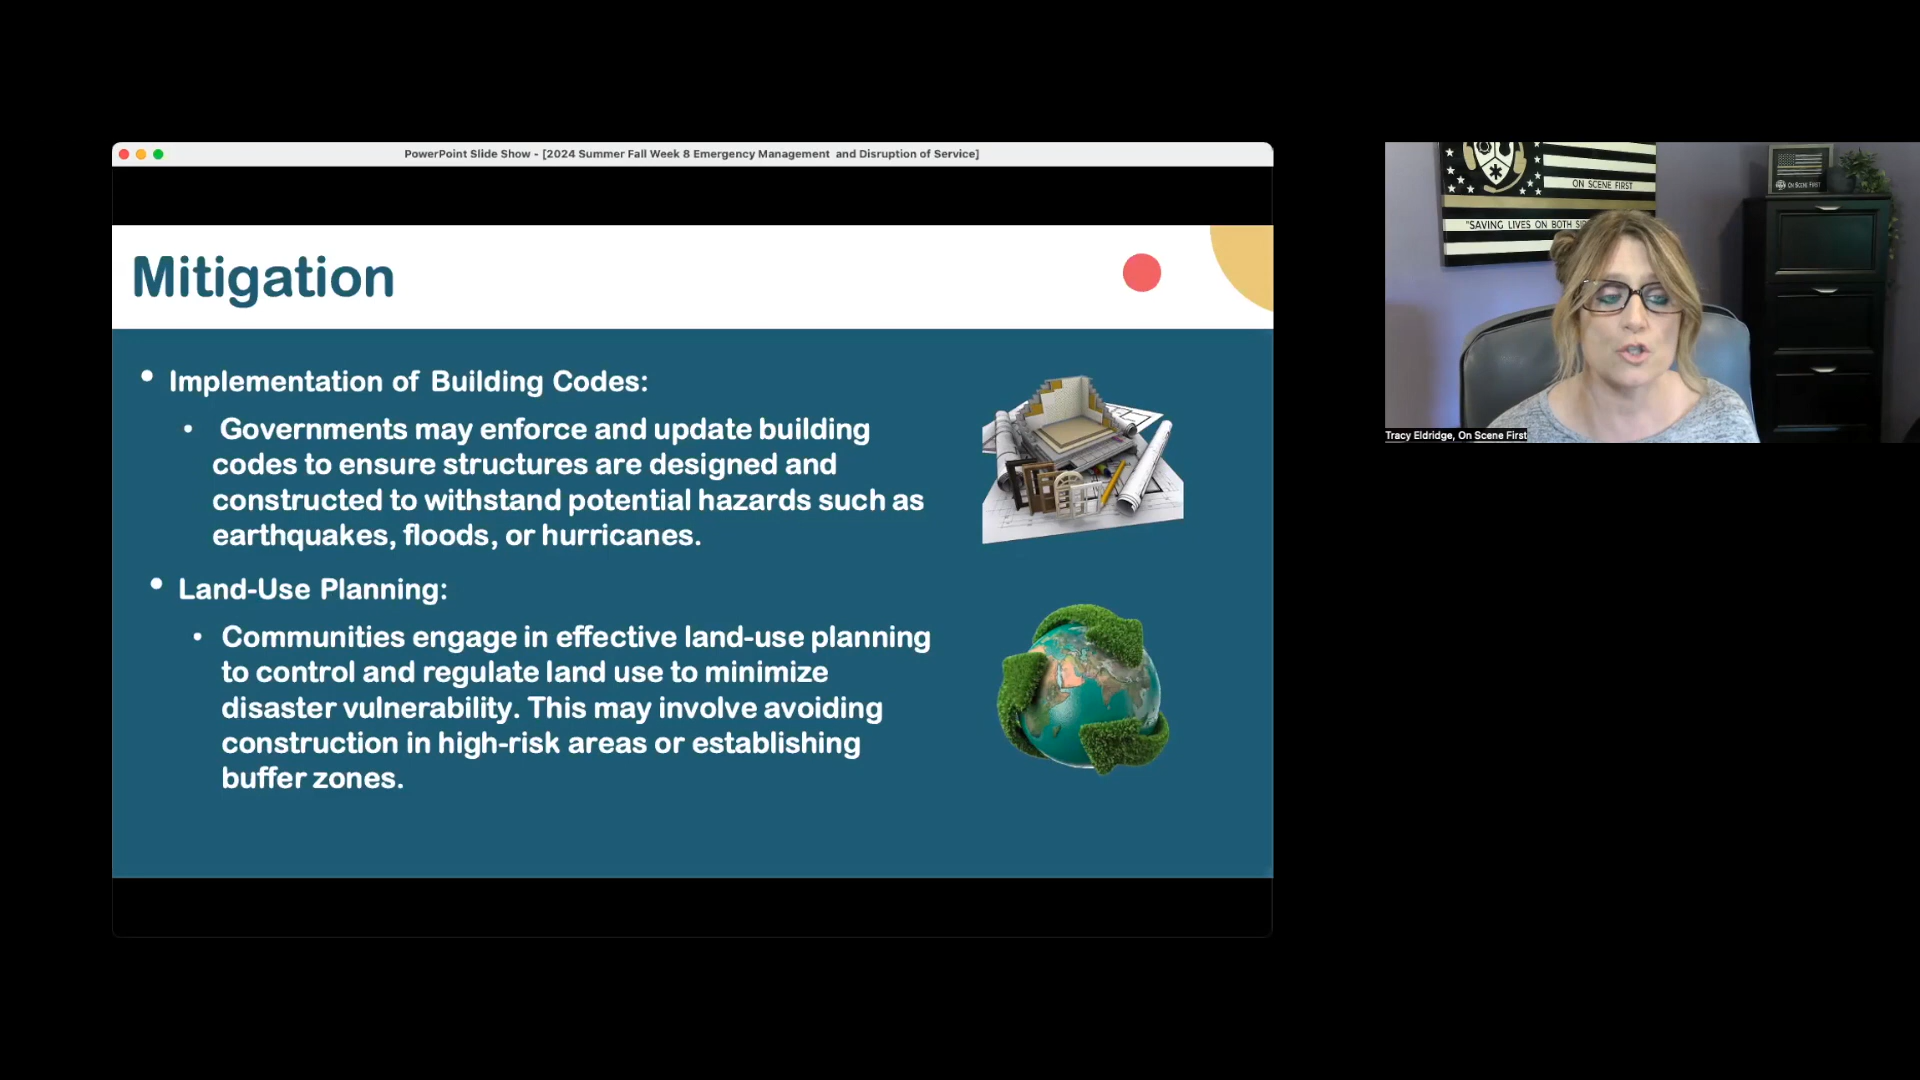 PowerPoint Slide Show - [2024 Summer Fall Week 8 Emergency Management and Disruption of Service]
Mitigation
• Implementation of Building Codes:
• Governments may enforce and update building
codes to ensure structures are designed and
constructed to withstand potential hazards such as
earthquakes, floods, or hurricanes.
• Land-Use Planning:
• Communities engage in effective land-use planning
to control and regulate land use to minimize
disaster vulnerability. This may involve avoiding
construction in high-risk areas or establishing
buffer zones.
ON SCENE FIRST
"SAVING LIVES ON BOTH
ON SCENE FIRST
Tracy Eldridge, On Scene First